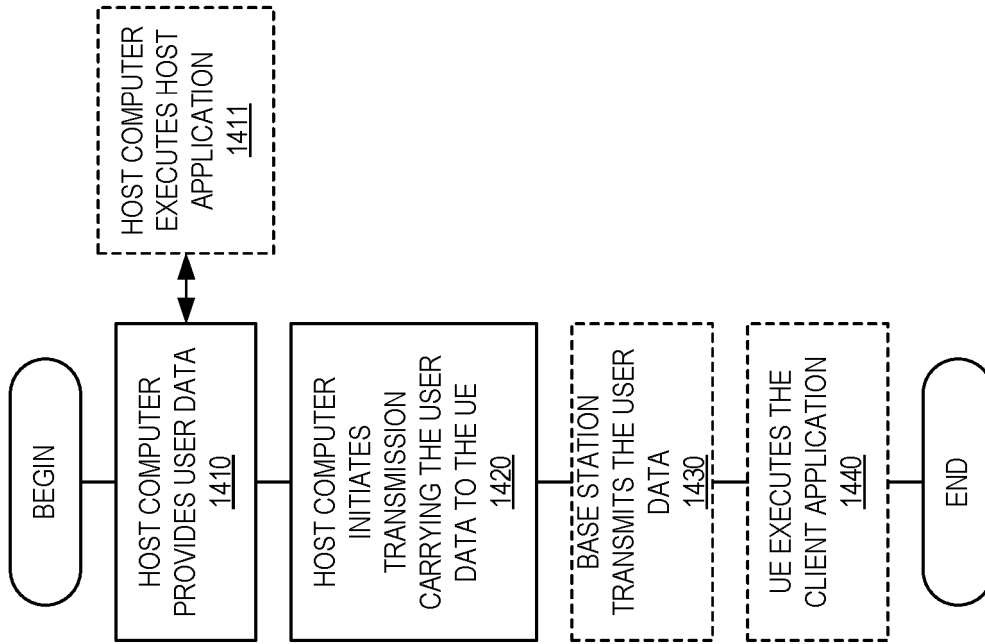 BEGIN
HOST COMPUTER
PROVIDES USER DATA
1410
HOST COMPUTER
EXECUTES HOST
APPLICATION
1411
HOST COMPUTER
INITIATES
TRANSMISSION
CARRYING THE USER
DATA TO THE UE
1420
BASE STATION
TRANSMITS THE USER
DATA
1430
UE EXECUTES THE
CLIENT APPLICATION
1440
END